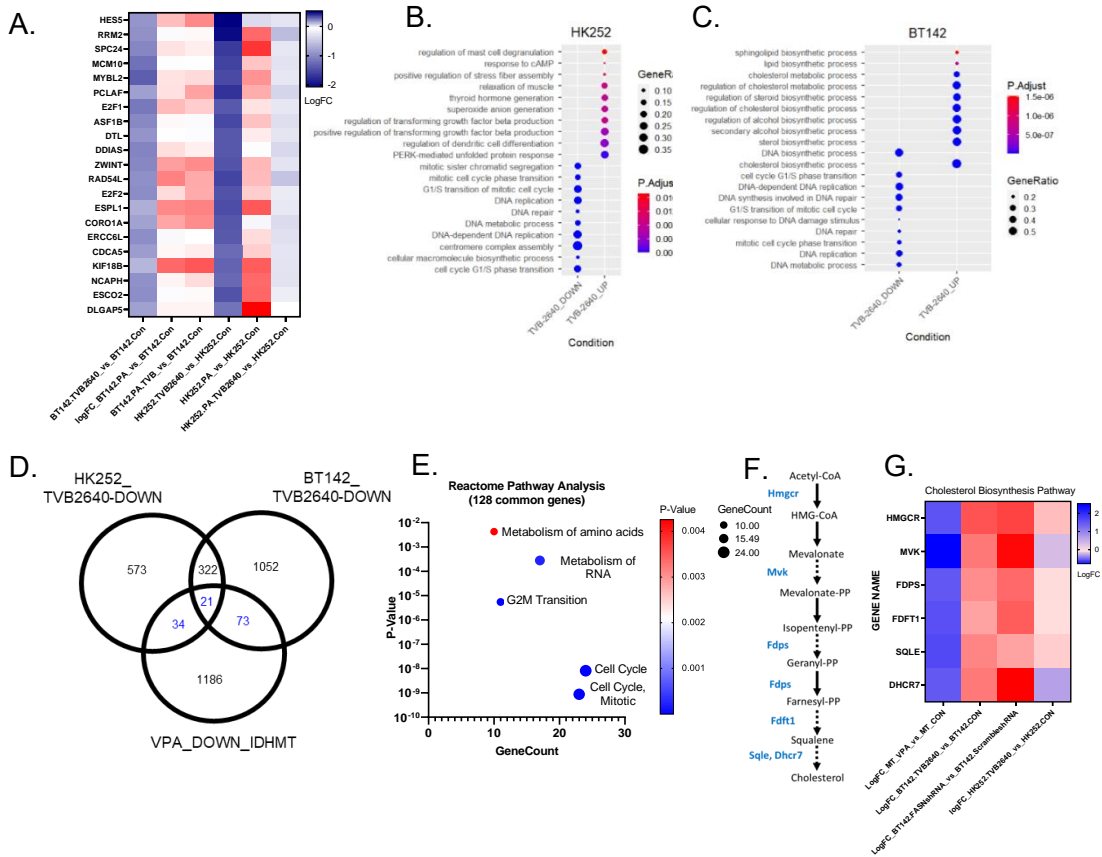 A.
HES5
RRM2
SPC24
MCM10
MYBL2
PCLAF
E2F1
ASF1B
DTL
DDIAS
ZWINT
RAD54L
E2F2
ESPL1
CORO1A
ERCC6L
CDCA5
KIF18B
NCAPH
ESCO2
DLGAP5
0
-1
-2
LogFC
BT142.TVB2640_vs_BT142.Con
logFC_BT142.PA_vs_BT142.Con
BT142.PA.TVB_vs_BT142.Con
HK252.TVB2640_vs_HK252.Con
HK252.PA_vs_HK252.Con
HK252.PA.TVB2640_vs_HK252.Con
B.
HK252
regulation of mast cell degranulation
response to cAMP
positive regulation of stress fiber assembly
relaxation of muscle
thyroid hormone generation
superoxide anion generation
regulation of transforming growth factor beta production
positive regulation of transforming growth factor beta production
regulation of dendritic cell differentiation
PERK-mediated unfolded protein response
mitotic sister chromatid segregation
mitotic cell cycle phase transition
G1/S transition of mitotic cell cycle
DNA replication
DNA repair
DNA metabolic process
DNA-dependent DNA replication
centromere complex assembly
cellular macromolecule biosynthetic process
cell cycle G1/S phase transition
TVB-2640_DOWN
TVB-2640_UP
Condition
GeneRa
0.10
0.15
0.20
0.25
0.30
0.35
P.Adjus
0.01
0.01
0.00
0.00
0.00
C.
BT142
sphingolipid biosynthetic process
lipid biosynthetic process
cholesterol metabolic process
regulation of cholesterol metabolic process
regulation of steroid biosynthetic process
regulation of cholesterol biosynthetic process
regulation of alcohol biosynthetic process
secondary alcohol biosynthetic process
sterol biosynthetic process
DNA biosynthetic process
cholesterol biosynthetic process
cell cycle G1/S phase transition
DNA-dependent DNA replication
DNA synthesis involved in DNA repair
G1/S transition of mitotic cell cycle
cellular response to DNA damage stimulus
DNA repair
mitotic cell cycle phase transition
DNA replication
DNA metabolic process
TVB-2640_DOWN
TVB-2640_UP
Condition
P.Adjust
1.5e-06
1.0e-06
5.0e-07
GeneRatio
0.2
0.3
0.4
0.5
D.
HK252_
TVB2640-DOWN
BT142_
TVB2640-DOWN
573
322
1052
21
34
73
1186
VPA_DOWN_IDHMT
E.
Reactome Pathway Analysis
(128 common genes)
P-Value
10-2
10-3
10-4
10-5
10-6
10-7
10-8
10-9
10-10
Metabolism of amino acids
Metabolism of
RNA
G2M Transition
Cell Cycle
Cell Cycle,
Mitotic
0
10
20
30
GeneCount
P-Value
0.004
0.003
0.002
0.001
GeneCount
10.00
15.49
24.00
F.
Acetyl-CoA
Hmgcr
HMG-CoA
Mevalonate
Mvk
Mevalonate-PP
Isopentenyl-PP
Fdps
Geranyl-PP
Fdps
Farnesyl-PP
Fdft1
Squalene
Sqle, Dhcr7
Cholesterol
G.
Cholesterol Biosynthesis Pathway
GENE NAME
HMGCR
MVK
FDPS
FDFT1
SQLE
DHCR7
2
1
0
LogFC
LogFC_MT_VPA_vs_MT_CON
LogFC_BT142.TVB2640_vs_BT142.CON
LogFC_BT142.FASNshRNA_vs_BT142.ScrambleshRNA
logFC_HK252.TVB2640_vs_HK252.CON